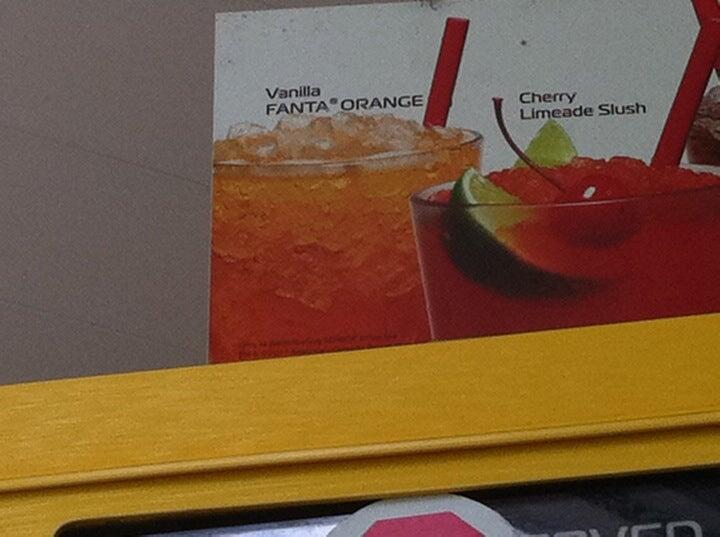 Vanilla
FANTA® ORANGE
Cherry
Limeade Slush